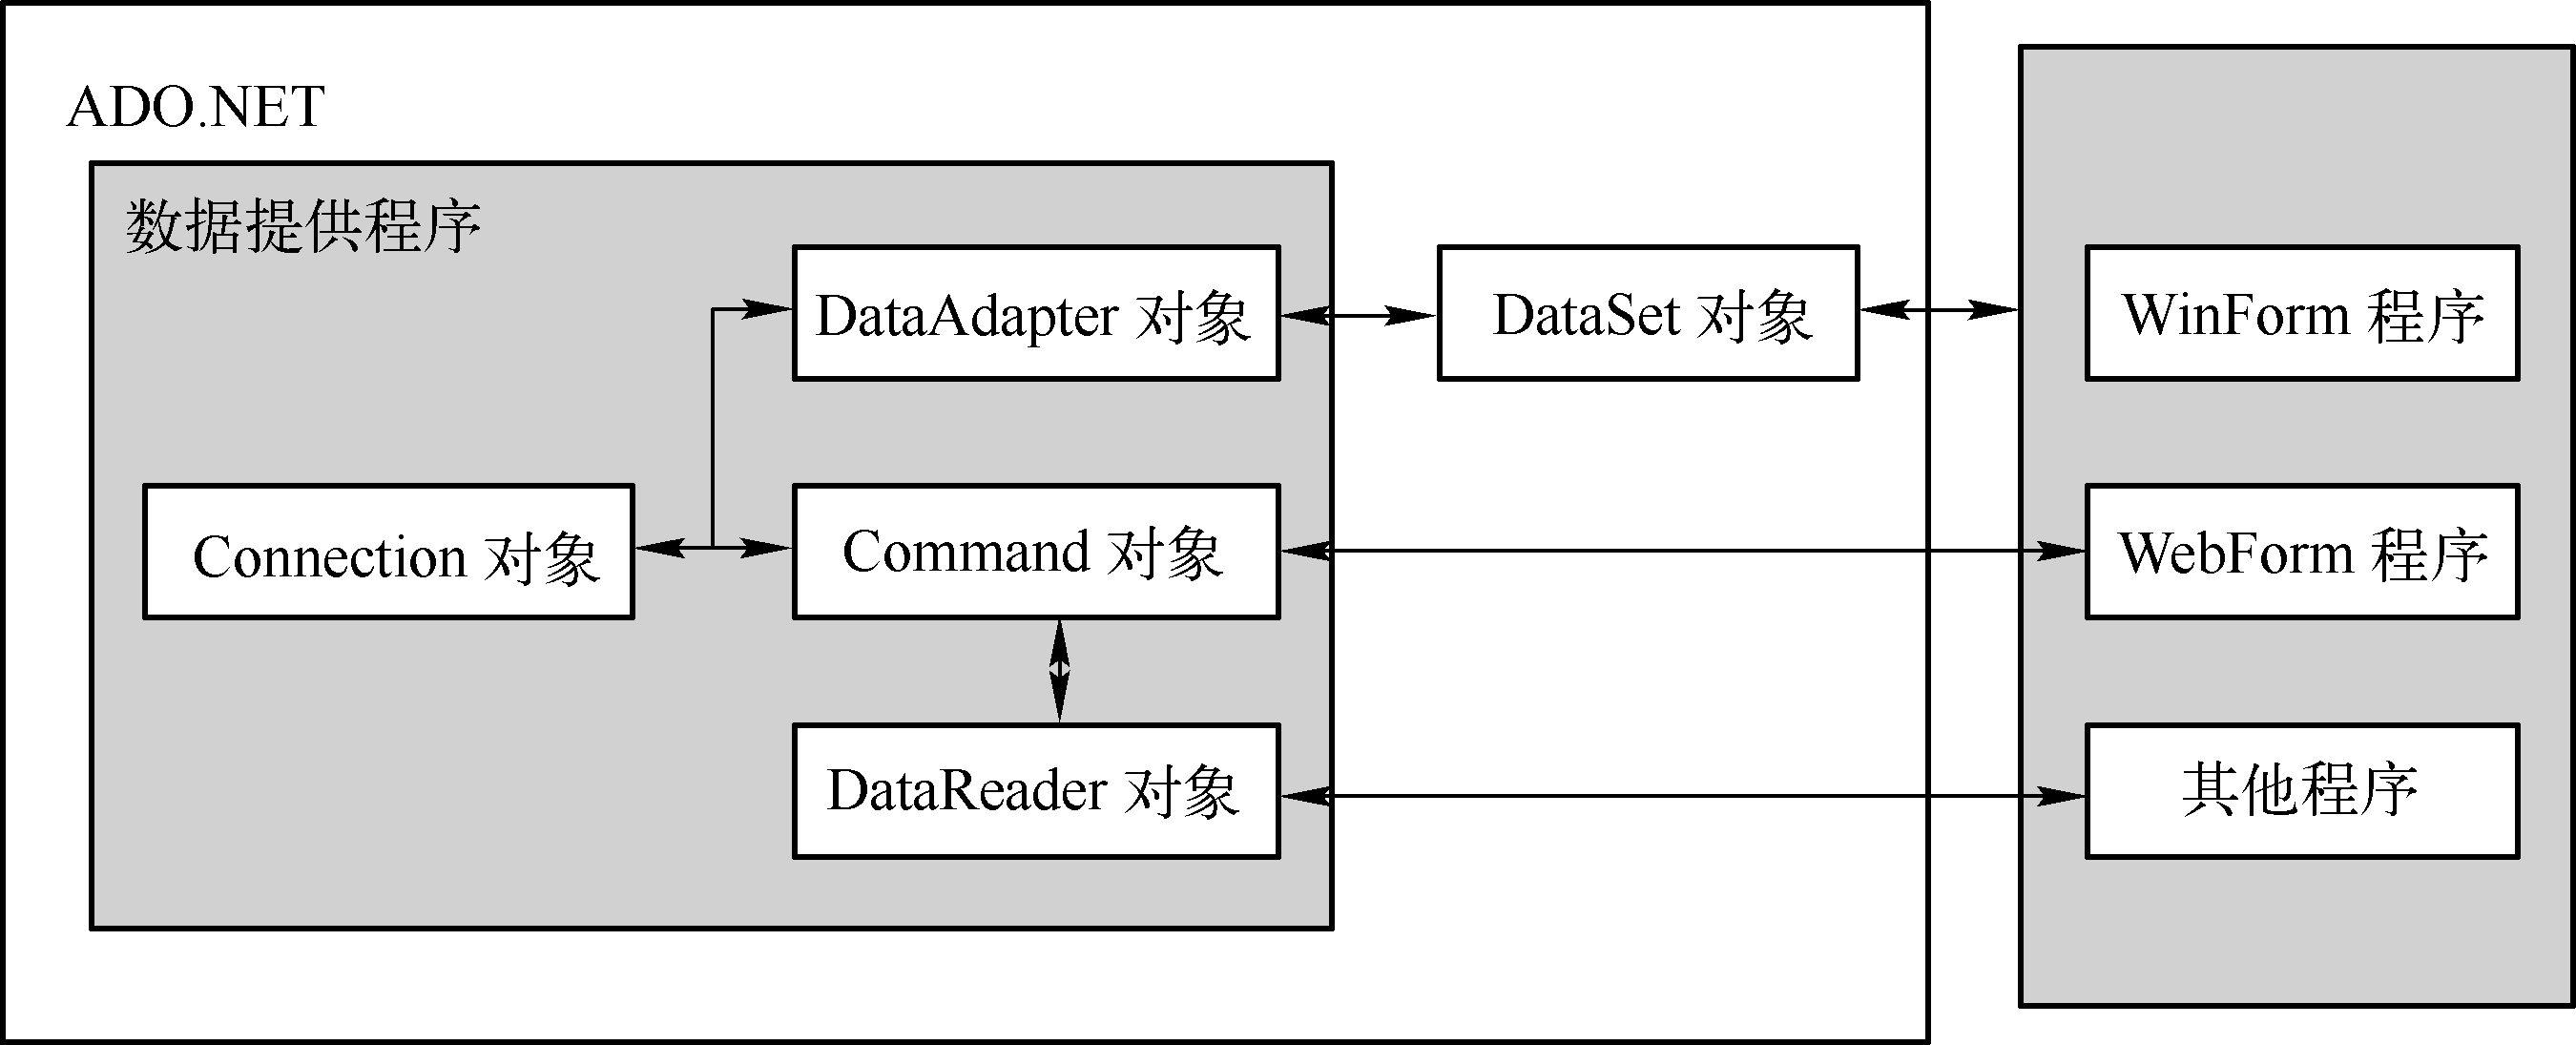 ADO.NET
数据提供程序
DataAdapter 对象
DataSet 对象
WinForm 程序
Connection 对象
Command 对象
WebForm 程序
DataReader 对象
其他程序